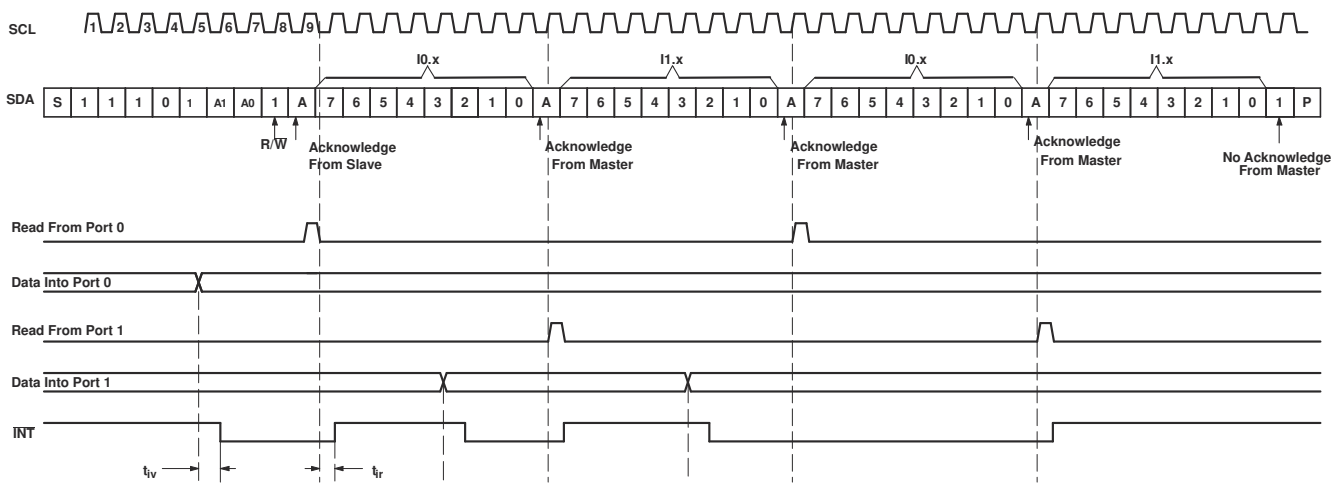 SCL 1 2 3 4 5 6 7 8 9
I0.x I1.x I0.x I1.x
SDA S 1 1 1 0 1 A1 A0 1 A 7 6 5 4 3 2 1 0 A 7 6 5 4 3 2 1 0 A 7 6 5 4 3 2 1 0 A 7 6 5 4 3 2 1 0 1 P
R/W
Acknowledge
From Slave
Acknowledge
From Master
Acknowledge
From Master
Acknowledge
From Master
No Acknowledge
From Master
Read From Port 0
Data Into Port 0
Read From Port 1
Data Into Port 1
INT
tiv tir